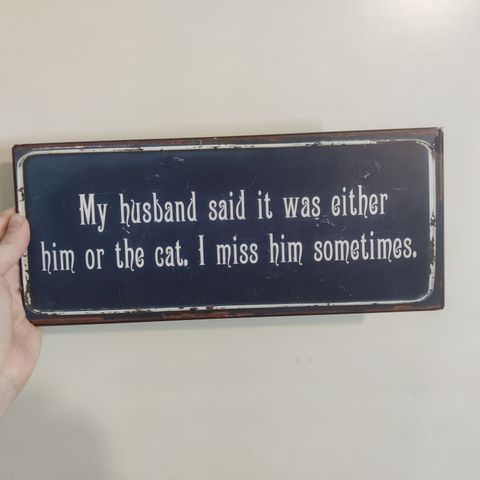 My husband said it was either
him or the cat. I miss him sometimes.